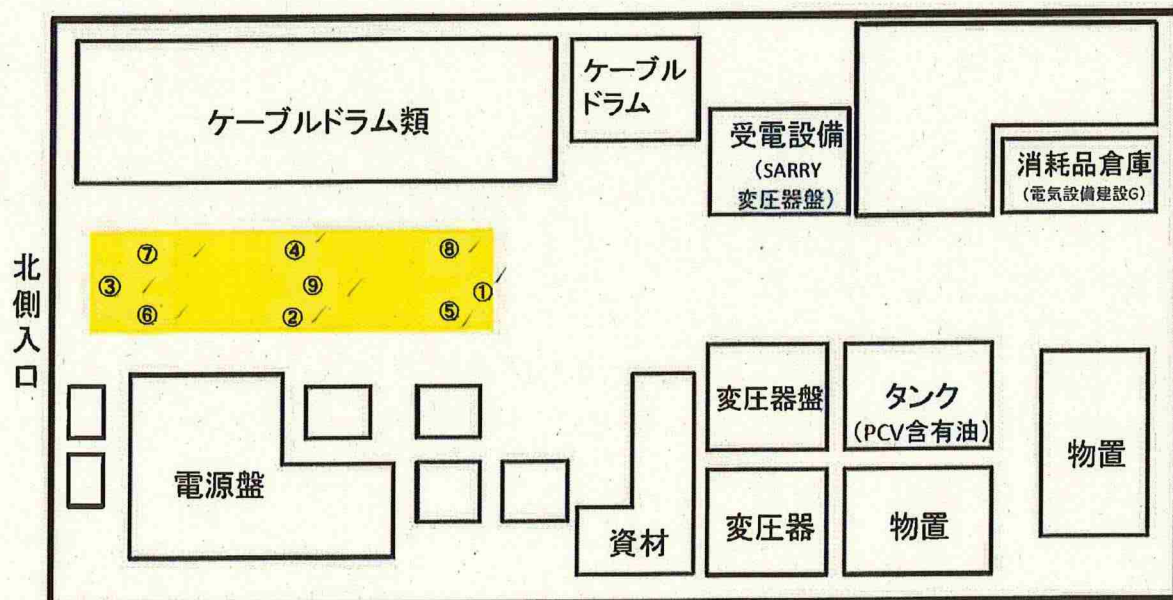 ケーブルドラム類
ケーブル
ドラム
受電設備
（SARRY
変圧器盤）
消耗品倉庫
（電気設備建設G）
北側入口
⑦
④
⑧
③
⑨
①
⑥
②
⑤
電源盤
資材
変圧器盤
タンク
（PCV含有油）
変圧器
物置
物置